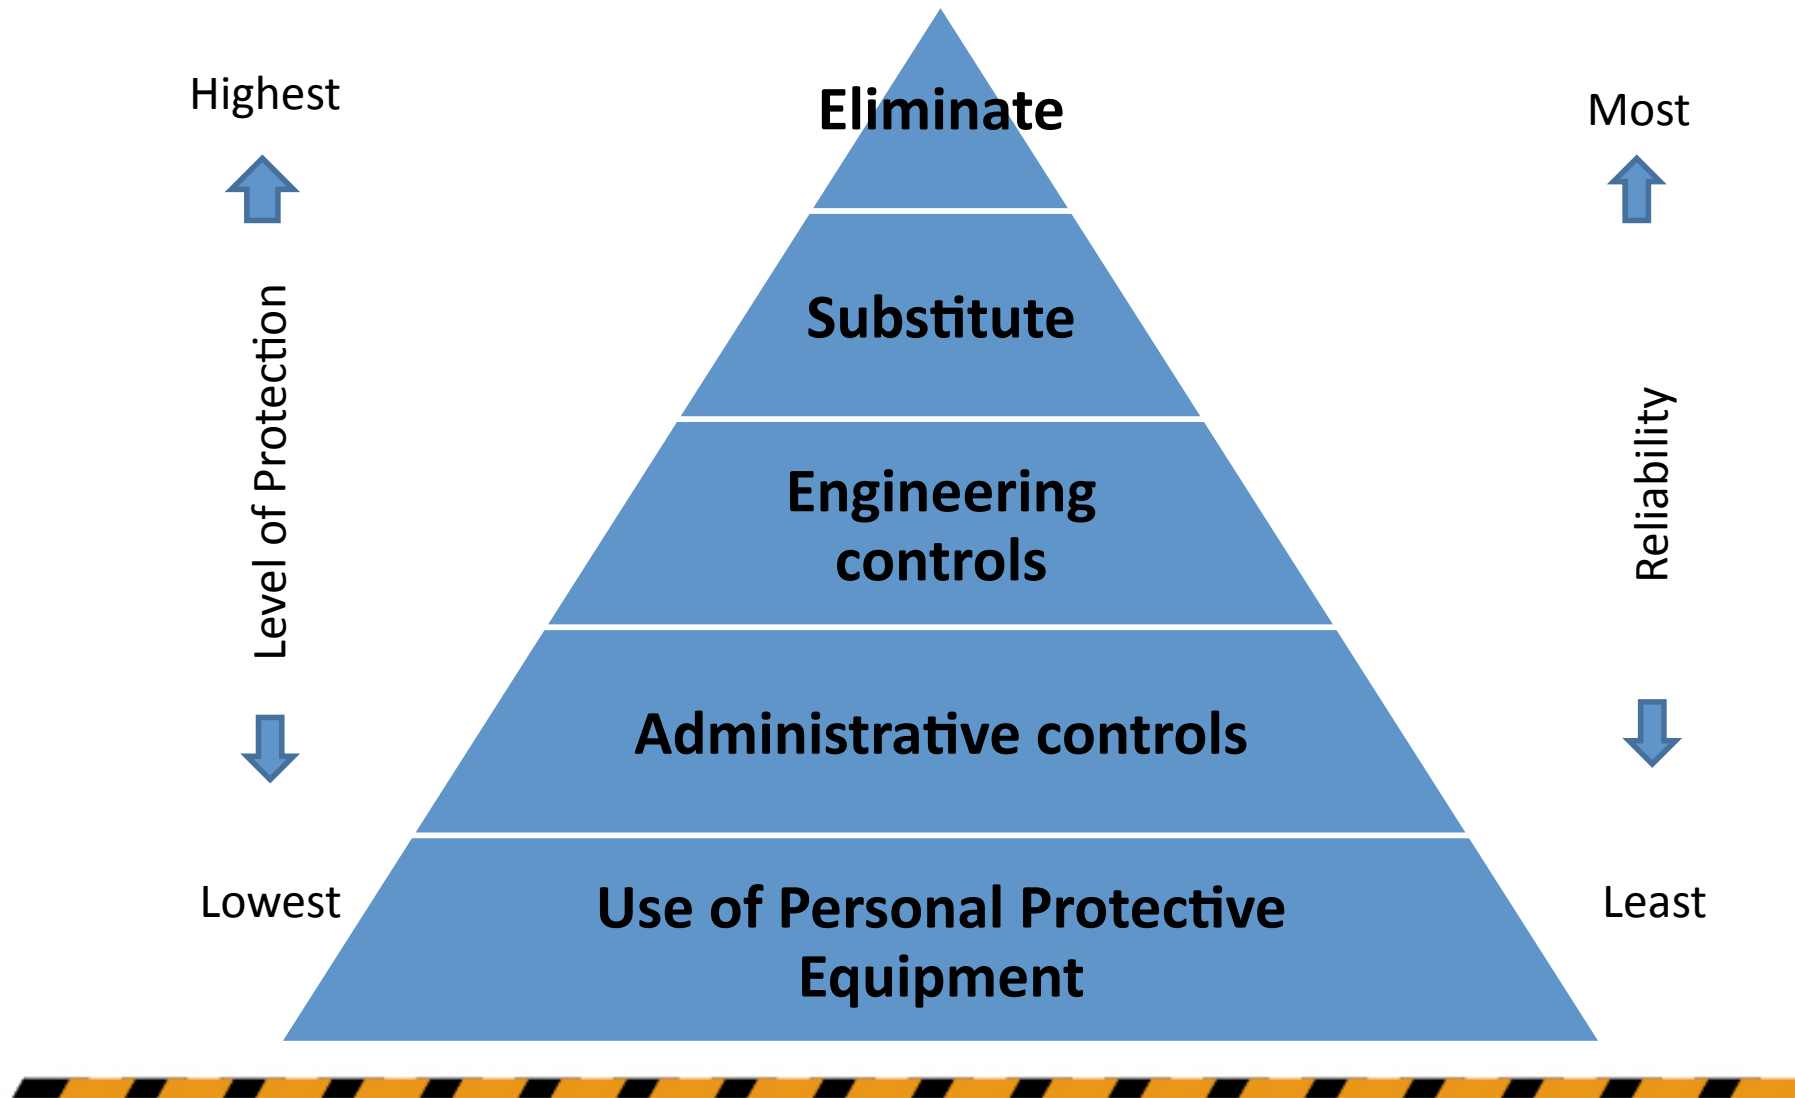 Highest
Eliminate
Most
Substitute
Level of Protection
Engineering
controls
Reliability
Administrative controls
Lowest
Use of Personal Protective
Equipment
Least